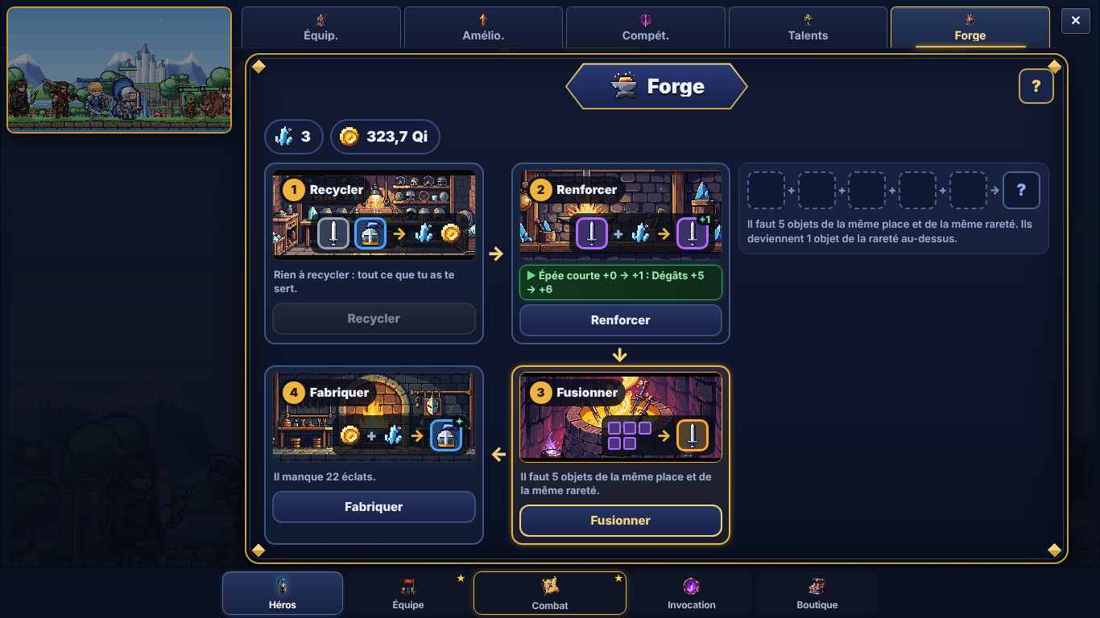 Équip.
Amélio.
Compét.
Talents
Forge
×
Forge
?
3
323,7 Qi
1 Recycler
Rien à recycler : tout ce que tu as te
sert.
Recycler
2 Renforcer
+ → +1
▶ Épée courte +0 → +1 : Dégâts +5
→ +6
Renforcer
+ + + + → ?
Il faut 5 objets de la même place et de la même rareté. Ils
deviennent 1 objet de la rareté au-dessus.
4 Fabriquer
+ →
Il manque 22 éclats.
Fabriquer
3 Fusionner
Il faut 5 objets de la même place et de
la même rareté.
Fusionner
Héros
Équipe
Combat
Invocation
Boutique